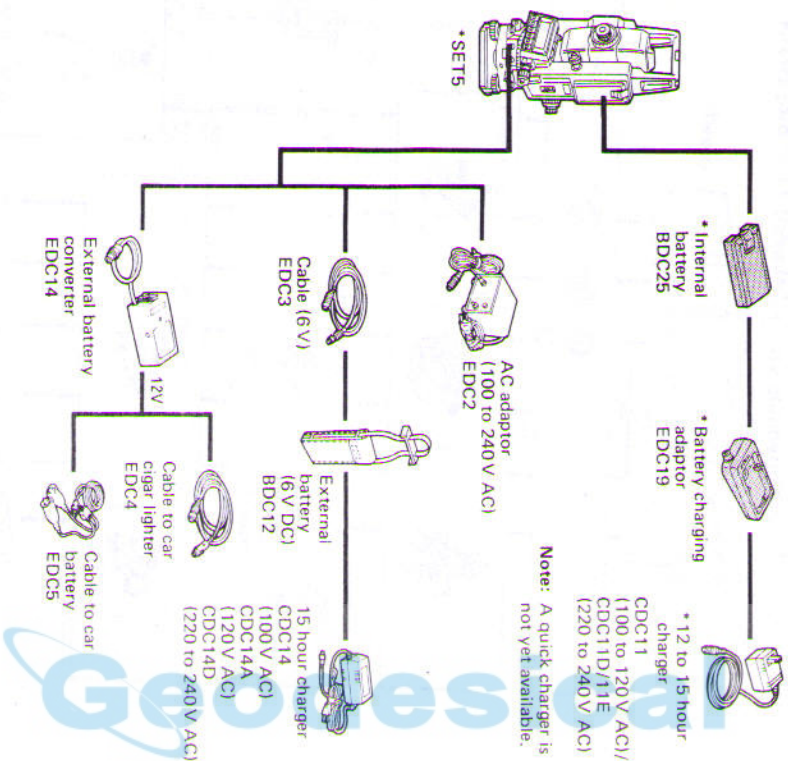 *SET5
* Internal
battery
BDC25
* Battery charging
adaptor
EDC19
*12 to 15 hour
charger
CDC11
(100 to 120V AC)/
CDC11D/11E
(220 to 240V AC)
Note: A quick charger is
not yet available.
AC adaptor
(100 to 240V AC)
EDC2
Cable (6 V)
EDC3
External
battery
(6V DC)
BDC12
15 hour charger
CDC14
(100V AC)
CDC14A
(120V AC)
CDC14D
(220 to 240V AC)
External battery
converter
EDC14
12V
Cable to car
cigar lighter
EDC4
Cable to car
battery
EDC5
Geodesical